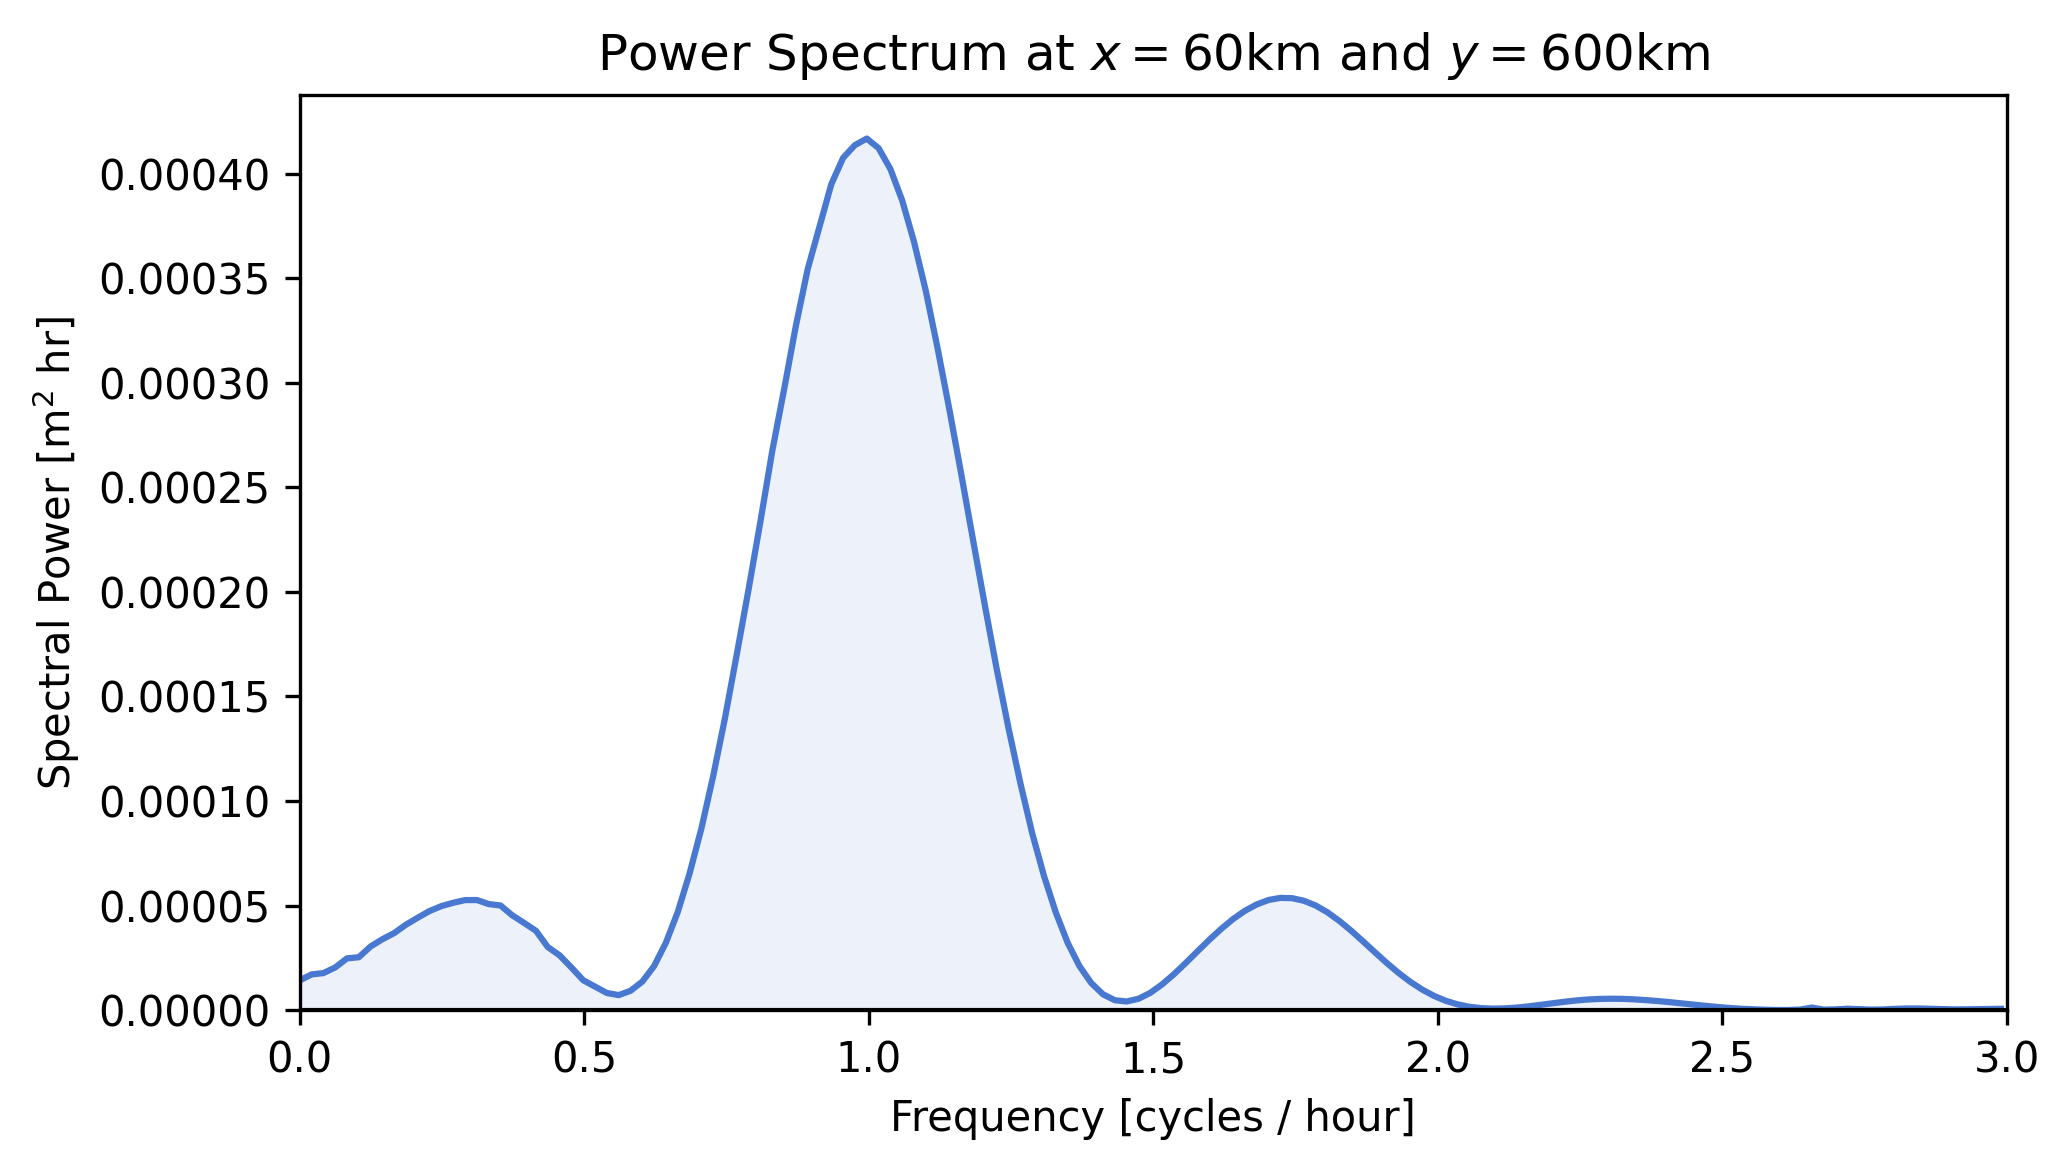 Power Spectrum at x = 60km and y = 600km
Spectral Power [m² hr]
0.00040
0.00035
0.00030
0.00025
0.00020
0.00015
0.00010
0.00005
0.00000
0.0 0.5 1.0 1.5 2.0 2.5 3.0
Frequency [cycles / hour]